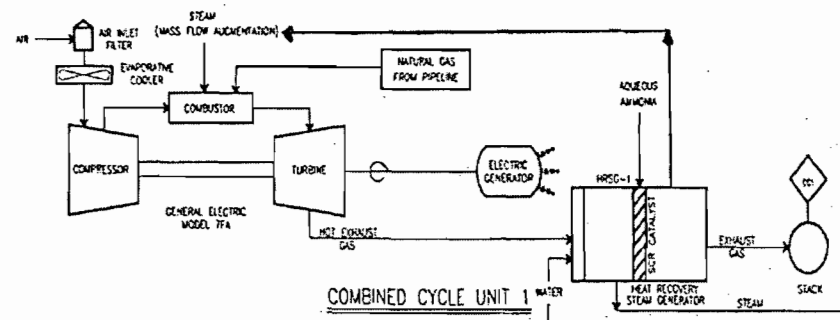 STEAM
(MASS FLOW AUGMENTATION)
AIR
AIR INLET
FILTER
EVAPORATIVE
COOLER
NATURAL GAS
FROM PIPELINE
COMBUSTOR
AQUEOUS
AMMONIA
COMPRESSOR
TURBINE
ELECTRIC
GENERATOR
HRSG-1
SCR CATALYST
GENERAL ELECTRIC
MODEL 7FA
HOT EXHAUST
GAS
EXHAUST
GAS
STACK
COMBINED CYCLE UNIT 1
WATER
HEAT RECOVERY
STEAM GENERATOR
STEAM